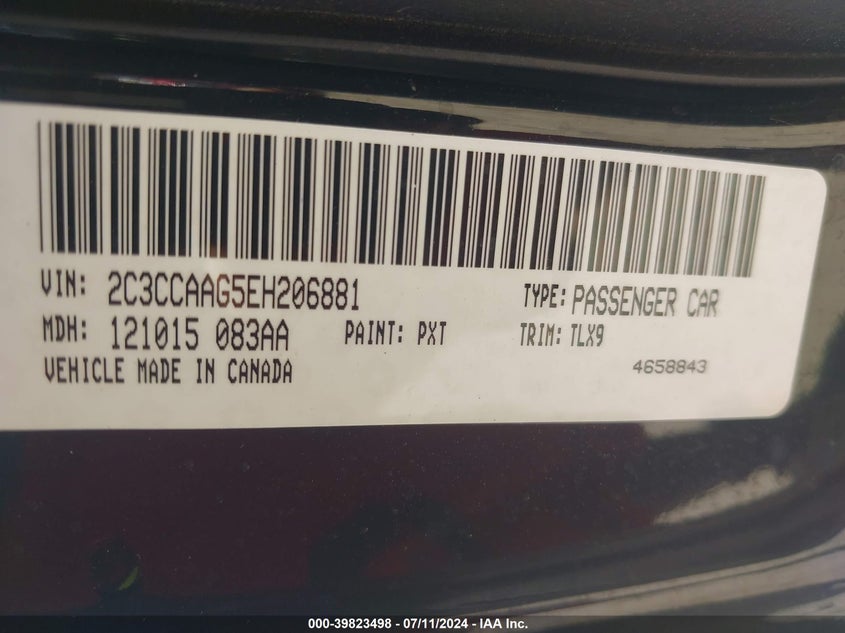 VIN: 2C3CCAAG5EH206881 TYPE: PASSENGER CAR
MDH: 121015 083AA PAINT: PXT TRIM: TLX9
VEHICLE MADE IN CANADA 4658843
000-39823498 - 07/11/2024 - IAA Inc.